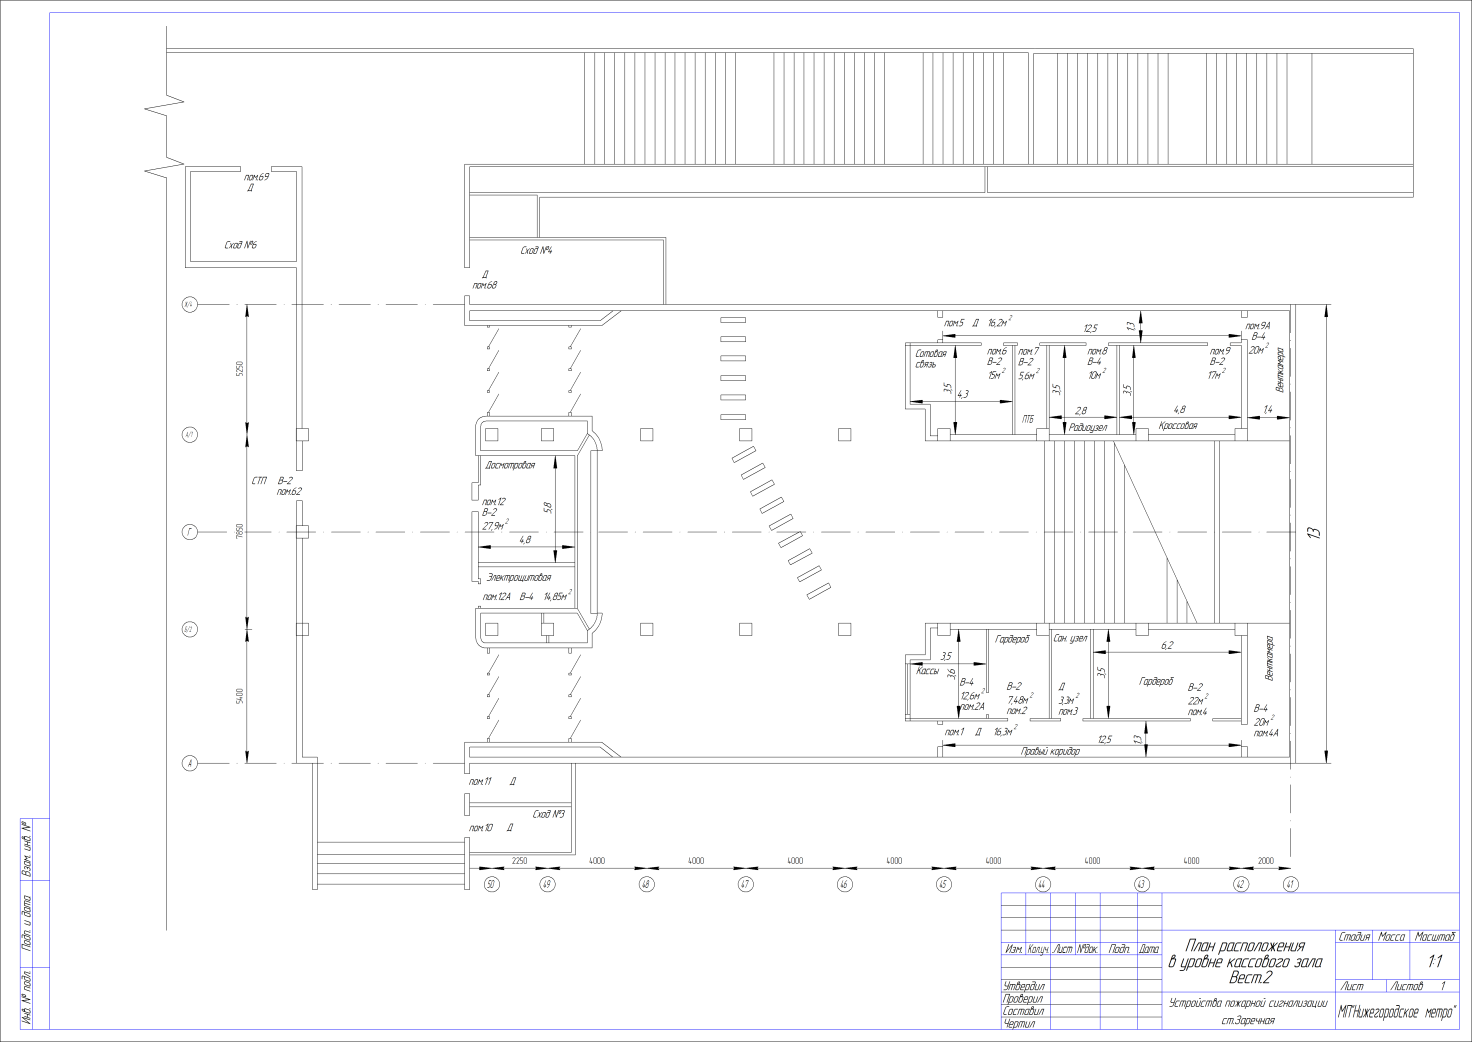 пом.69
Д
Сход №6
Сход №4
Д
пом.68
А/1
5250
Г
7850
Б/2
5400
А
СТП В-2
пом.62
Досмотровая
пом.12
В-2
27,9м²
5,8
4,8
Электрощитовая
пом.12А В-4 14,85м²
пом.11 Д
Сход №3
пом.10 Д
пом.5 Д 16,2м²
12,5
1,3
пом.9А
В-4
20м²
Венткамера
1,4
Сотовая
связь
пом.6
В-2
15м²
3,5
4,3
пом.7
В-2
5,6м²
ПТБ
пом.8
В-4
10м²
3,5
2,8
Радиоузел
пом.9
В-2
17м²
3,5
4,8
Кроссовая
13
Кассы
3,5
3,6
В-4
12,6м²
пом.2А
Гардероб
В-2
7,48м²
пом.2
Сан. узел
Д
3,3м²
пом.3
6,2
3,5
Гардероб
В-2
22м²
пом.4
Венткамера
В-4
20м²
пом.4А
пом.1 Д 16,3м²
12,5
1,3
Правый коридор
2250 4000 4000 4000 4000 4000 4000 4000 2000
50 49 48 47 46 45 44 43 42 41
Взам. инв. №
Подп. и дата
Инв. № подл.
Изм. Колуч. Лист №док. Подп. Дата
Утвердил
Проверил
Составил
Чертил
План расположения
в уровне кассового зала
Вест.2
Устройства пожарной сигнализации
ст.Заречная
Стадия Масса Масштаб
1:1
Лист Листов 1
МП"Нижегородское метро"